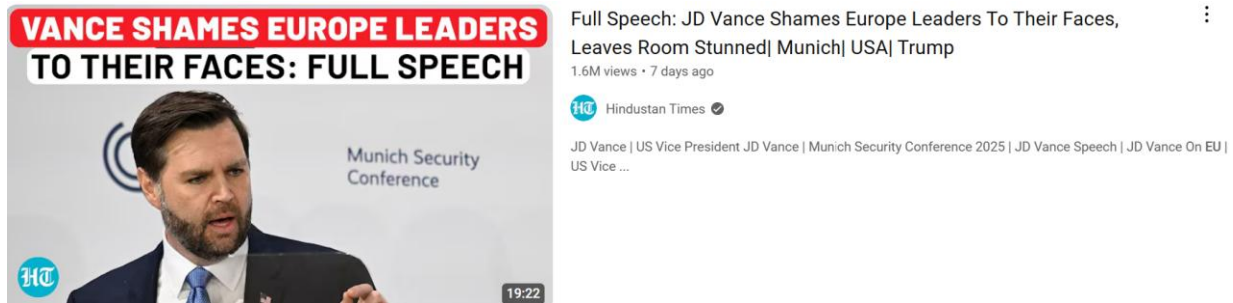 VANCE SHAMES EUROPE LEADERS
TO THEIR FACES: FULL SPEECH
Munich Security
Conference
HT
19:22
Full Speech: JD Vance Shames Europe Leaders To Their Faces,
Leaves Room Stunned| Munich| USA| Trump
1.6M views • 7 days ago
HT Hindustan Times
JD Vance | US Vice President JD Vance | Munich Security Conference 2025 | JD Vance Speech | JD Vance On EU |
US Vice ...